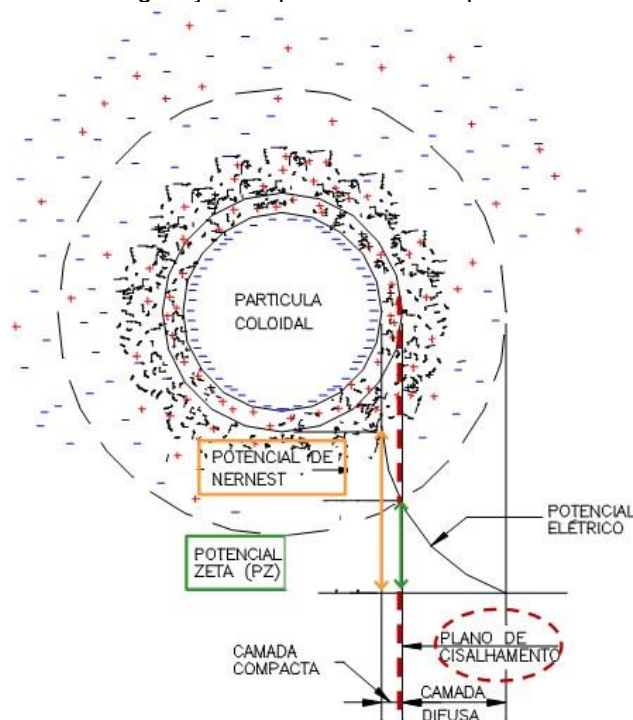 PARTICULA
COLOIDAL
POTENCIAL DE
NERNEST
POTENCIAL
ZETA (PZ)
POTENCIAL
ELÉTRICO
PLANO DE
CISALHAMENTO
CAMADA
COMPACTA
CAMADA
DIFUSA